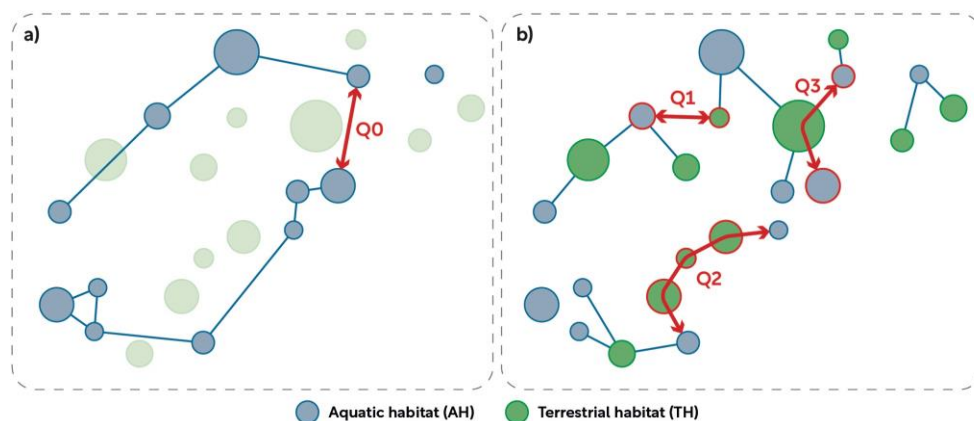 a)
Q0
b)
Q1
Q3
Q2
Aquatic habitat (AH)
Terrestrial habitat (TH)